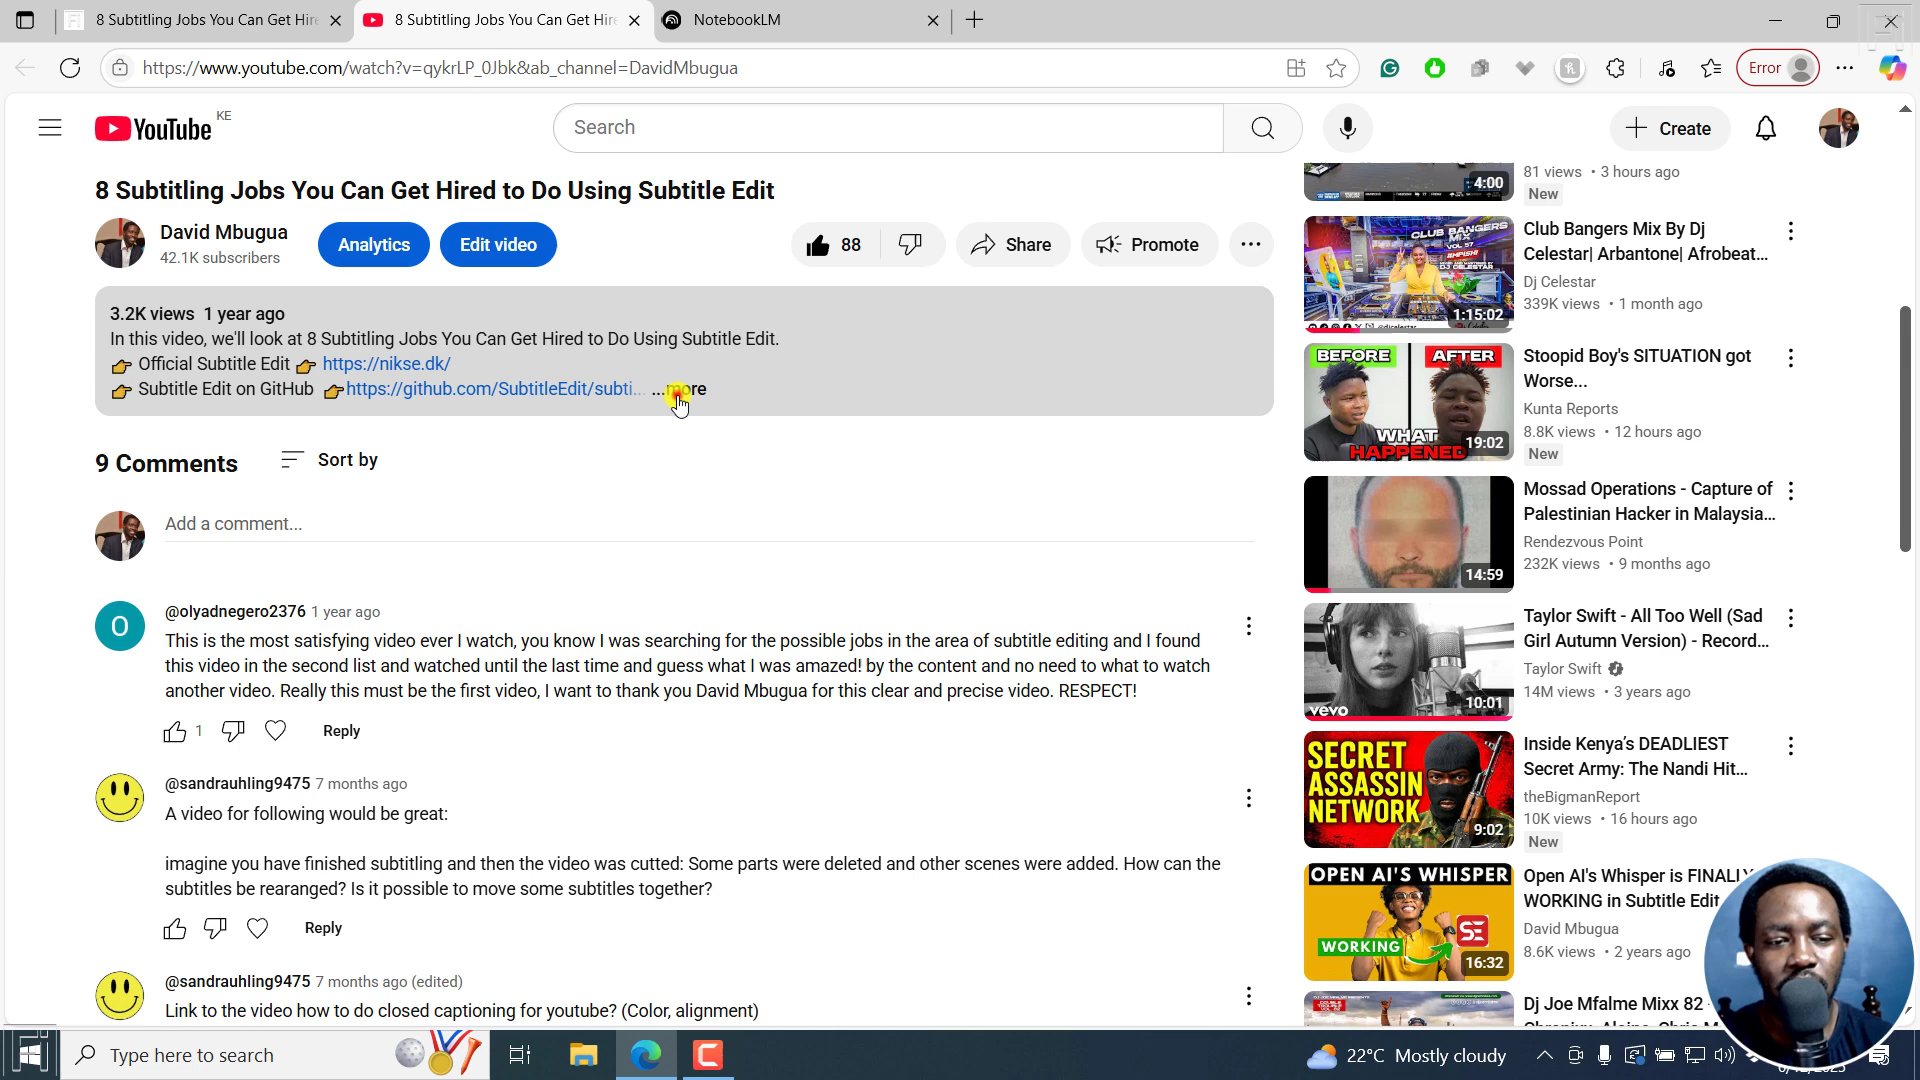 8 Subtitling Jobs You Can Get Hire
8 Subtitling Jobs You Can Get Hire
NotebookLM
https://www.youtube.com/watch?v=qykrLP_0Jbk&ab_channel=DavidMbugua
Error
YouTube KE
Search
Create
8 Subtitling Jobs You Can Get Hired to Do Using Subtitle Edit
David Mbugua
42.1K subscribers
Analytics
Edit video
88
Share
Promote
3.2K views 1 year ago
In this video, we'll look at 8 Subtitling Jobs You Can Get Hired to Do Using Subtitle Edit.
👉 Official Subtitle Edit 👉 https://nikse.dk/
👉 Subtitle Edit on GitHub 👉 https://github.com/SubtitleEdit/subti... ...more
9 Comments
Sort by
Add a comment...
@olyadnegero2376 1 year ago
O
This is the most satisfying video ever I watch, you know I was searching for the possible jobs in the area of subtitle editing and I found
this video in the second list and watched until the last time and guess what I was amazed! by the content and no need to what to watch
another video. Really this must be the first video, I want to thank you David Mbugua for this clear and precise video. RESPECT!
1
Reply
@sandrauhling9475 7 months ago
A video for following would be great:
imagine you have finished subtitling and then the video was cutted: Some parts were deleted and other scenes were added. How can the
subtitles be rearanged? Is it possible to move some subtitles together?
Reply
@sandrauhling9475 7 months ago (edited)
Link to the video how to do closed captioning for youtube? (Color, alignment)
4:00
81 views • 3 hours ago
New
CLUB BANGERS
MIX
VOL 57
AMPISHI
DJ CELESTAR
1:15:02
@djcelestar
Club Bangers Mix By Dj
Celestar| Arbantone| Afrobeat...
Dj Celestar
339K views • 1 month ago
BEFORE
AFTER
WHAT
HAPPENED
19:02
Stoopid Boy's SITUATION got
Worse...
Kunta Reports
8.8K views • 12 hours ago
New
14:59
Mossad Operations - Capture of
Palestinian Hacker in Malaysia...
Rendezvous Point
232K views • 9 months ago
vevo
10:01
Taylor Swift - All Too Well (Sad
Girl Autumn Version) - Record...
Taylor Swift
14M views • 3 years ago
SECRET
ASSASSIN
NETWORK
9:02
Inside Kenya's DEADLIEST
Secret Army: The Nandi Hit...
theBigmanReport
10K views • 16 hours ago
New
OPEN AI'S WHISPER
WORKING
SE
16:32
Open AI's Whisper is FINALLY
WORKING in Subtitle Edit
David Mbugua
8.6K views • 2 years ago
Dj Joe Mfalme Mixx 82
Type here to search
22°C Mostly cloudy